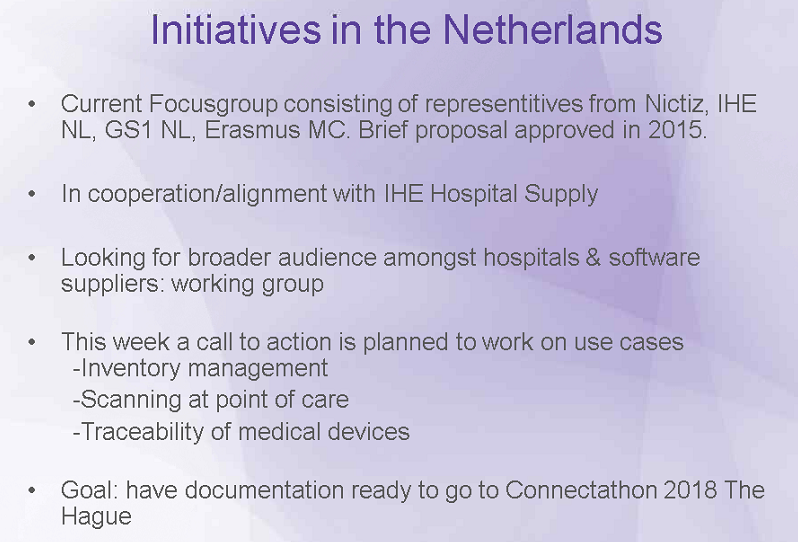 Initiatives in the Netherlands
• Current Focusgroup consisting of representitives from Nictiz, IHE
NL, GS1 NL, Erasmus MC. Brief proposal approved in 2015.
• In cooperation/alignment with IHE Hospital Supply
• Looking for broader audience amongst hospitals & software
suppliers: working group
• This week a call to action is planned to work on use cases
-Inventory management
-Scanning at point of care
-Traceability of medical devices
• Goal: have documentation ready to go to Connectathon 2018 The
Hague